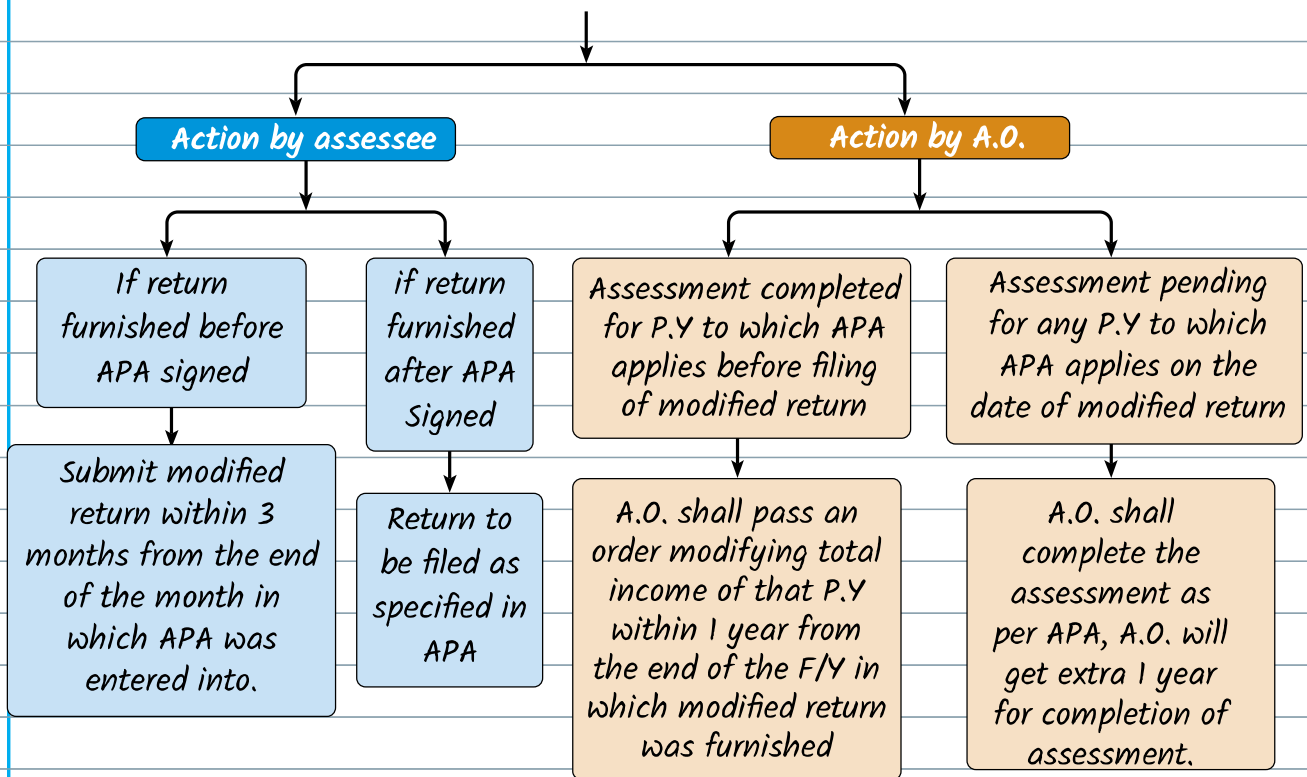 Action by assessee
Action by A.O.
If return
furnished before
APA signed
if return
furnished
after APA
Signed
Assessment completed
for P.Y to which APA
applies before filing
of modified return
Assessment pending
for any P.Y to which
APA applies on the
date of modified return
Submit modified
return within 3
months from the end
of the month in
which APA was
entered into.
Return to
be filed as
specified in
APA
A.O. shall pass an
order modifying total
income of that P.Y
within 1 year from
the end of the F/Y in
which modified return
was furnished
A.O. shall
complete the
assessment as
per APA, A.O. will
get extra 1 year
for completion of
assessment.